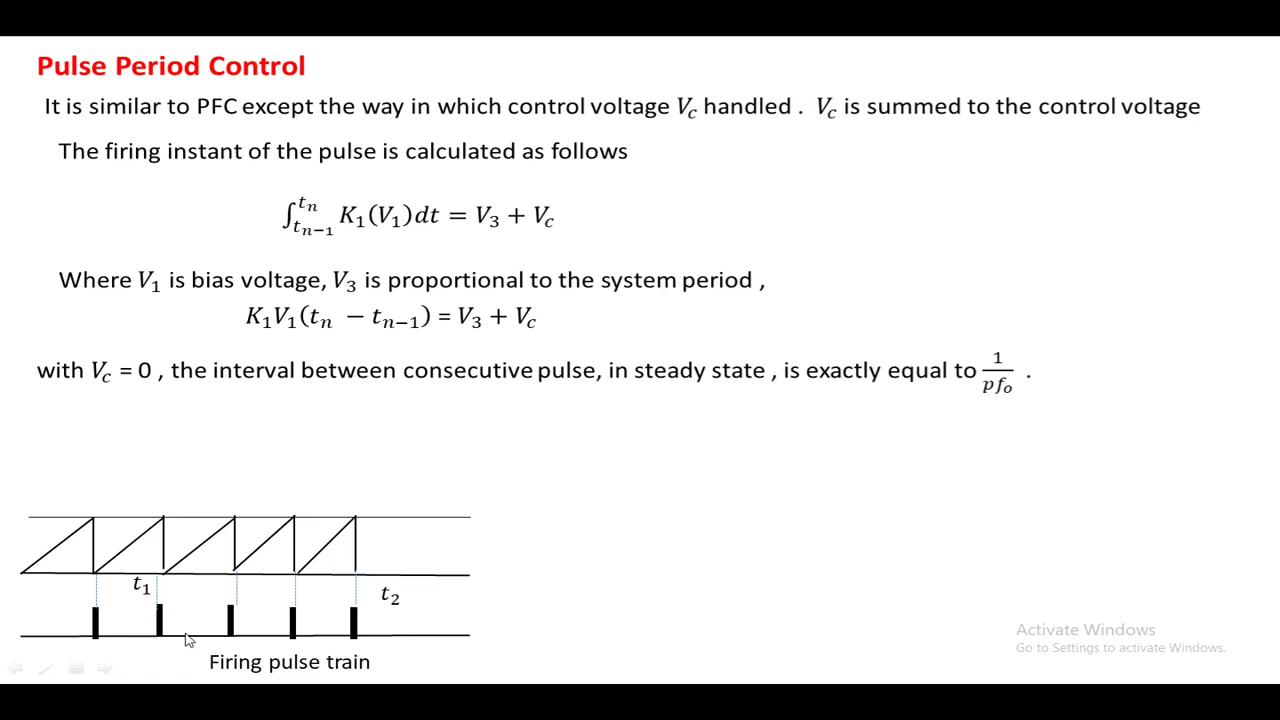 Pulse Period Control
It is similar to PFC except the way in which control voltage V_c handled . V_c is summed to the control voltage
The firing instant of the pulse is calculated as follows
∫_{t_{n−1}}^{t_n} K_1(V_1)dt = V_3 + V_c
Where V_1 is bias voltage, V_3 is proportional to the system period ,
K_1V_1(t_n − t_{n−1}) = V_3 + V_c
with V_c = 0 , the interval between consecutive pulse, in steady state , is exactly equal to 1/(pf_o) .
t_1
t_2
Firing pulse train
Activate Windows
Go to Settings to activate Windows.